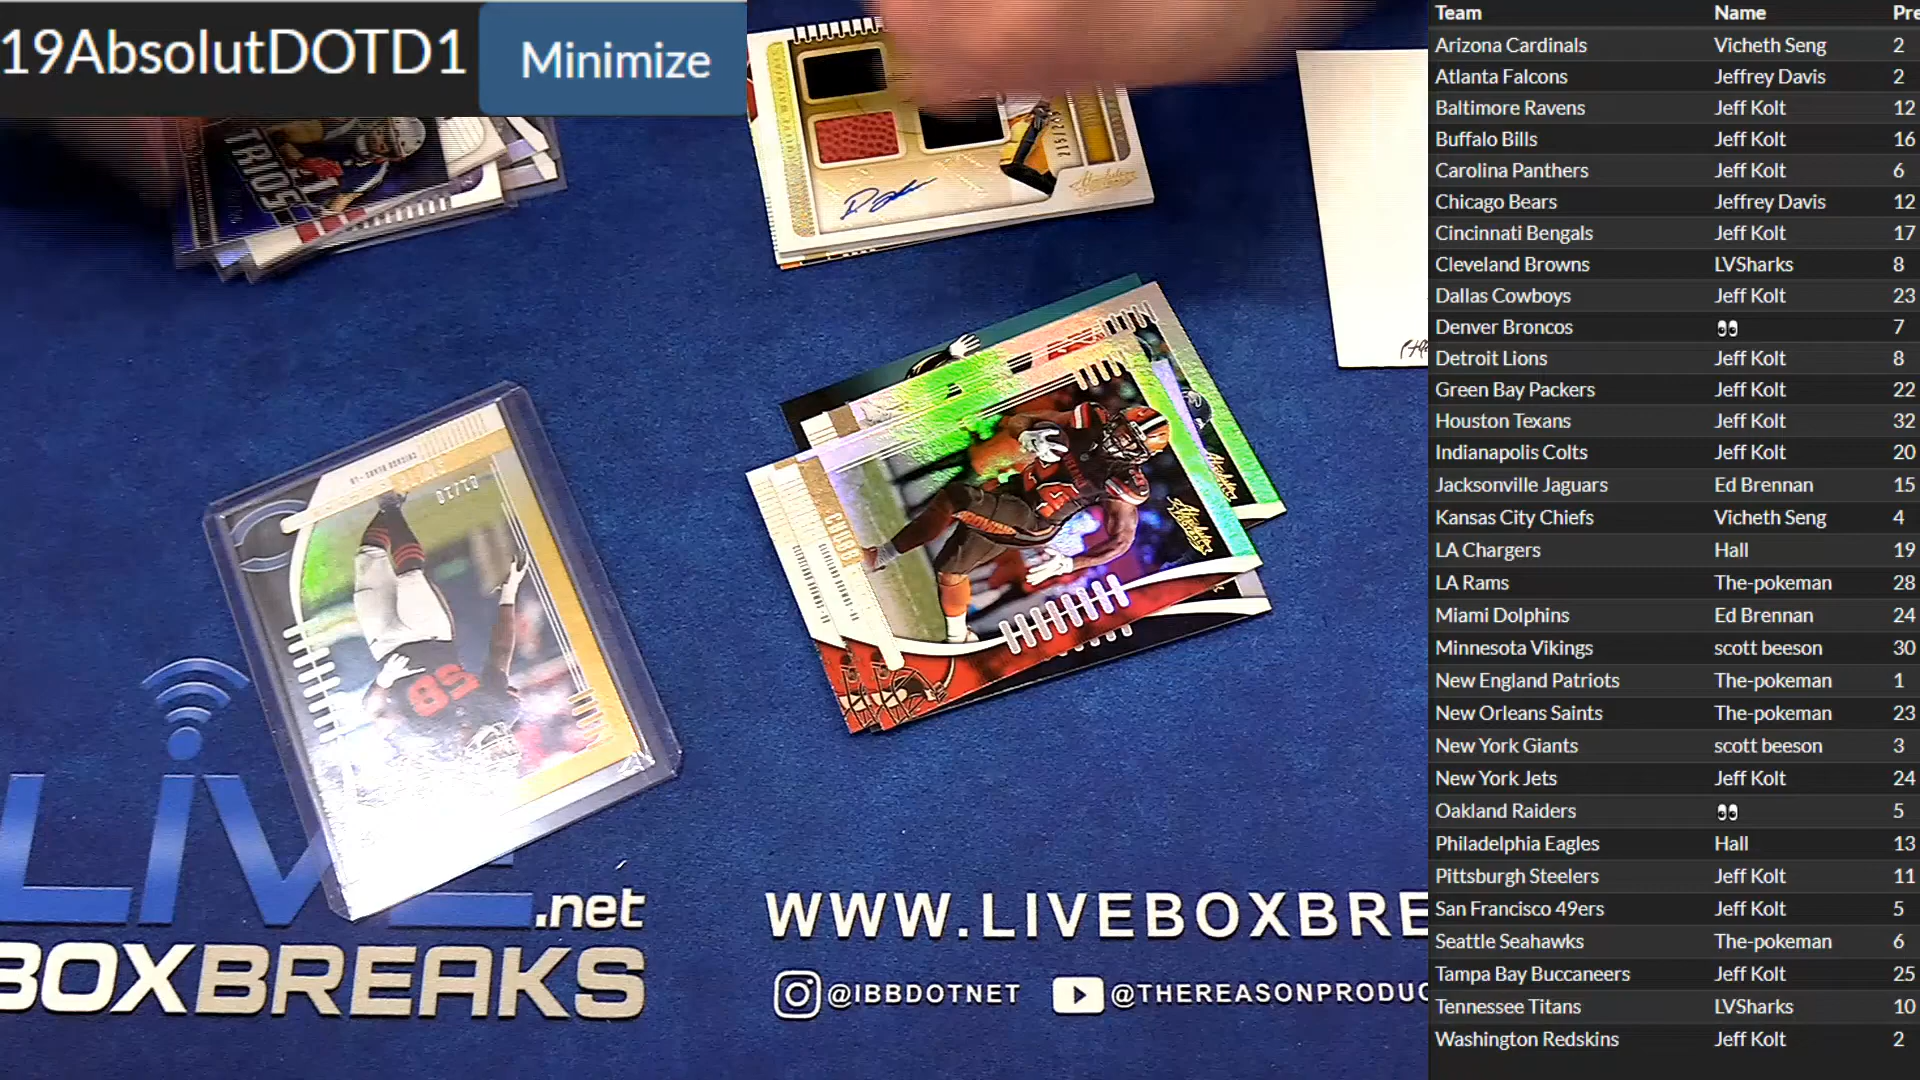 19AbsolutDOTD1
Minimize
Team Name Pre
Arizona Cardinals Vicheth Seng 2
Atlanta Falcons Jeffrey Davis 2
Baltimore Ravens Jeff Kolt 12
Buffalo Bills Jeff Kolt 16
Carolina Panthers Jeff Kolt 6
Chicago Bears Jeffrey Davis 12
Cincinnati Bengals Jeff Kolt 17
Cleveland Browns LVSharks 8
Dallas Cowboys Jeff Kolt 23
Denver Broncos 👀 7
Detroit Lions Jeff Kolt 8
Green Bay Packers Jeff Kolt 22
Houston Texans Jeff Kolt 32
Indianapolis Colts Jeff Kolt 20
Jacksonville Jaguars Ed Brennan 15
Kansas City Chiefs Vicheth Seng 4
LA Chargers Hall 19
LA Rams The-pokeman 28
Miami Dolphins Ed Brennan 24
Minnesota Vikings scott beeson 30
New England Patriots The-pokeman 1
New Orleans Saints The-pokeman 23
New York Giants scott beeson 3
New York Jets Jeff Kolt 24
Oakland Raiders 👀 5
Philadelphia Eagles Hall 13
Pittsburgh Steelers Jeff Kolt 11
San Francisco 49ers Jeff Kolt 5
Seattle Seahawks The-pokeman 6
Tampa Bay Buccaneers Jeff Kolt 25
Tennessee Titans LVSharks 10
Washington Redskins Jeff Kolt 2
TRIOS
Absolute
CHUBB
BROWNS
Absolute
01/10
58
LIVE.net
BOXBREAKS
WWW.LIVEBOXBRE
@IBBDOTNET
@THEREASONPRODUC